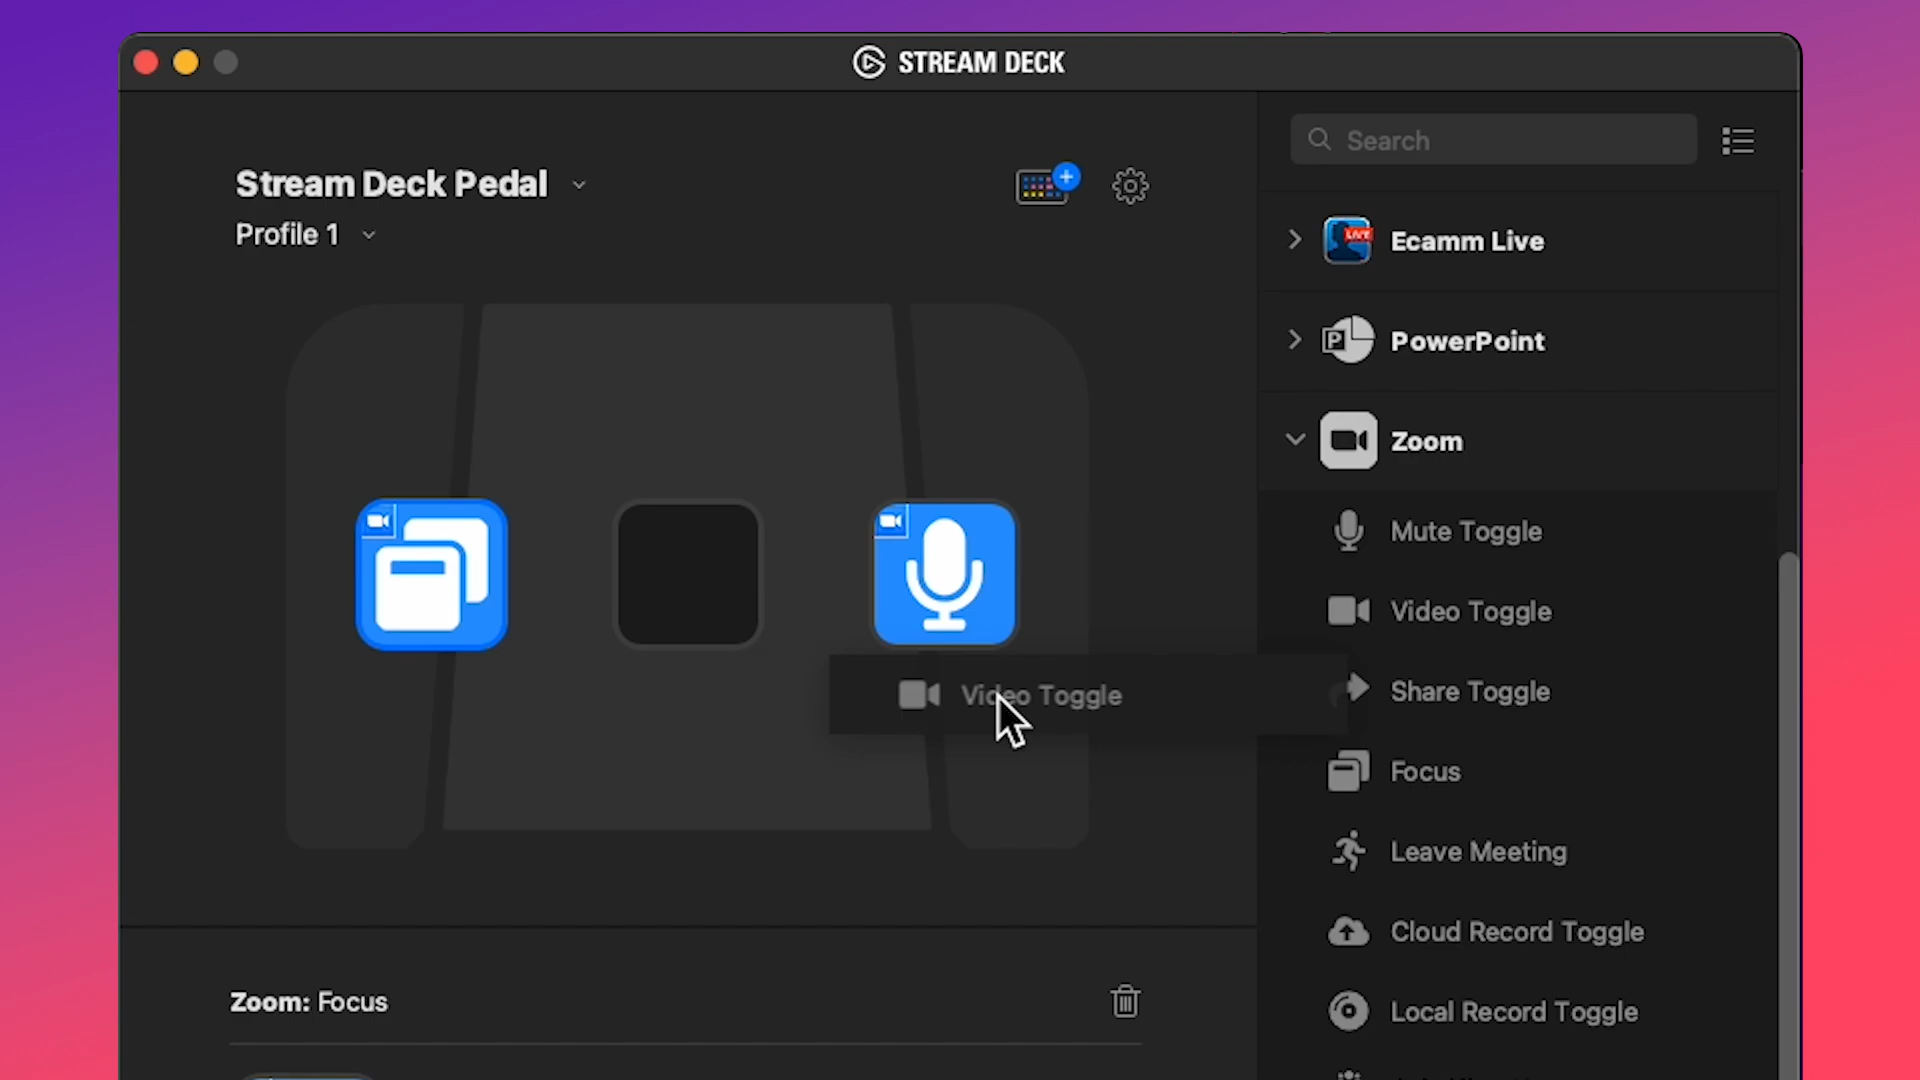 STREAM DECK
Stream Deck Pedal
Profile 1
Search
Ecamm Live
PowerPoint
Zoom
Mute Toggle
Video Toggle
Share Toggle
Focus
Leave Meeting
Cloud Record Toggle
Local Record Toggle
Video Toggle
Zoom: Focus
LIVE
P